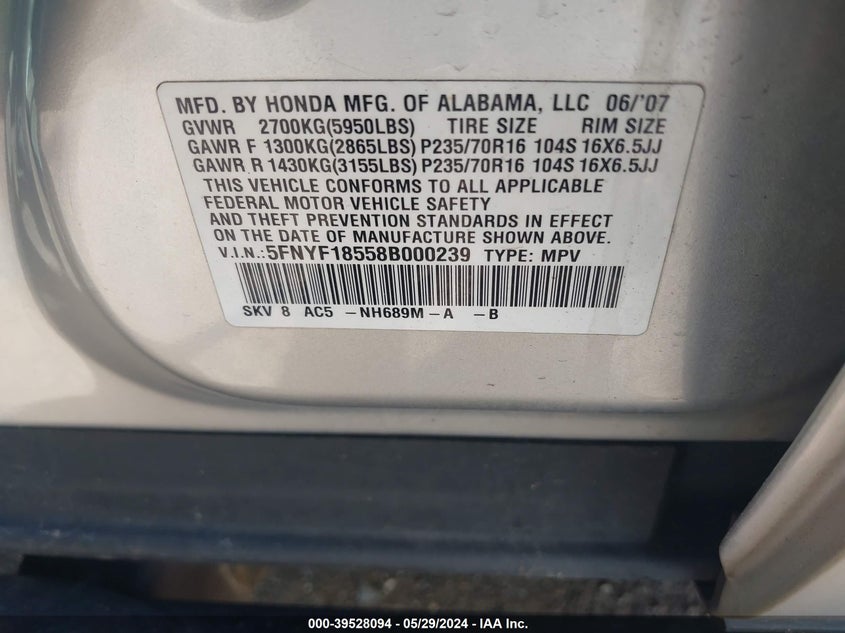 MFD. BY HONDA MFG. OF ALABAMA, LLC 06/'07
GVWR 2700KG(5950LBS) TIRE SIZE RIM SIZE
GAWR F 1300KG(2865LBS) P235/70R16 104S 16X6.5JJ
GAWR R 1430KG(3155LBS) P235/70R16 104S 16X6.5JJ
THIS VEHICLE CONFORMS TO ALL APPLICABLE
FEDERAL MOTOR VEHICLE SAFETY
AND THEFT PREVENTION STANDARDS IN EFFECT
ON THE DATE OF MANUFACTURE SHOWN ABOVE.
V.I.N.:5FNYF18558B000239 TYPE: MPV
SKV 8 AC5 -NH689M-A -B
000-39528094 - 05/29/2024 - IAA Inc.